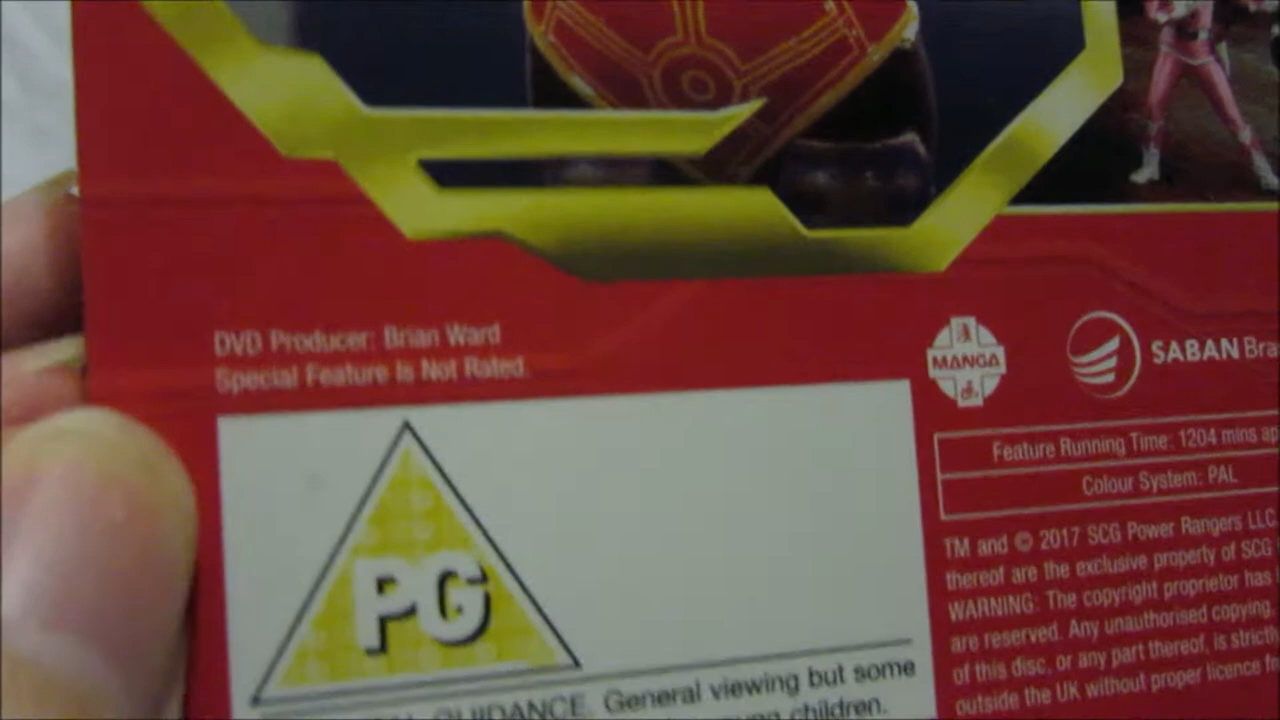 DVD Producer: Brian Ward
Special Feature Is Not Rated.
MANGA
SABAN Bra
Feature Running Time: 1204 mins ap
Colour System: PAL
TM and © 2017 SCG Power Rangers LLC
thereof are the exclusive property of SCG
WARNING: The copyright proprietor has
are reserved. Any unauthorised copying,
of this disc, or any part thereof, is strictly
outside the UK without proper licence
PG
GUIDANCE. General viewing but some
children.